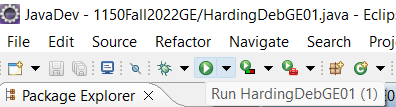 JavaDev - 1150Fall2022GE/HardingDebGE01.java - Eclip
File Edit Source Refactor Navigate Search Proj
Package Explorer Run HardingDebGE01 (1)